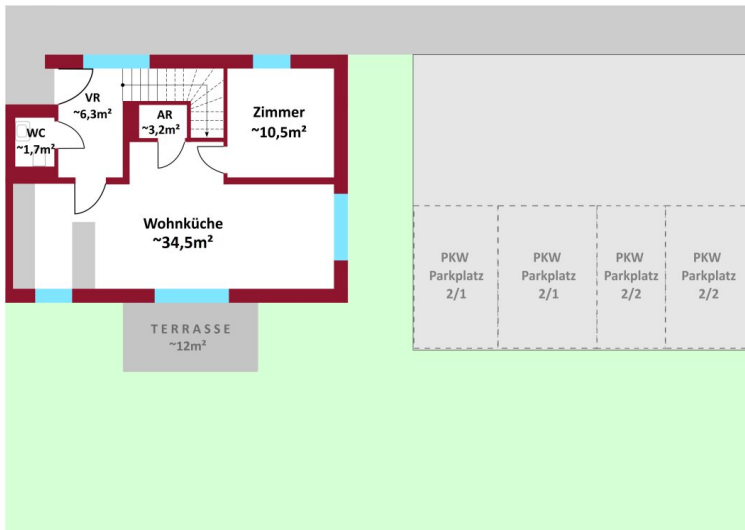 VR
~6,3m²
AR
~3,2m²
Zimmer
~10,5m²
WC
~1,7m²
Wohnküche
~34,5m²
TERRASSE
~12m²
PKW
Parkplatz
2/1
PKW
Parkplatz
2/1
PKW
Parkplatz
2/2
PKW
Parkplatz
2/2